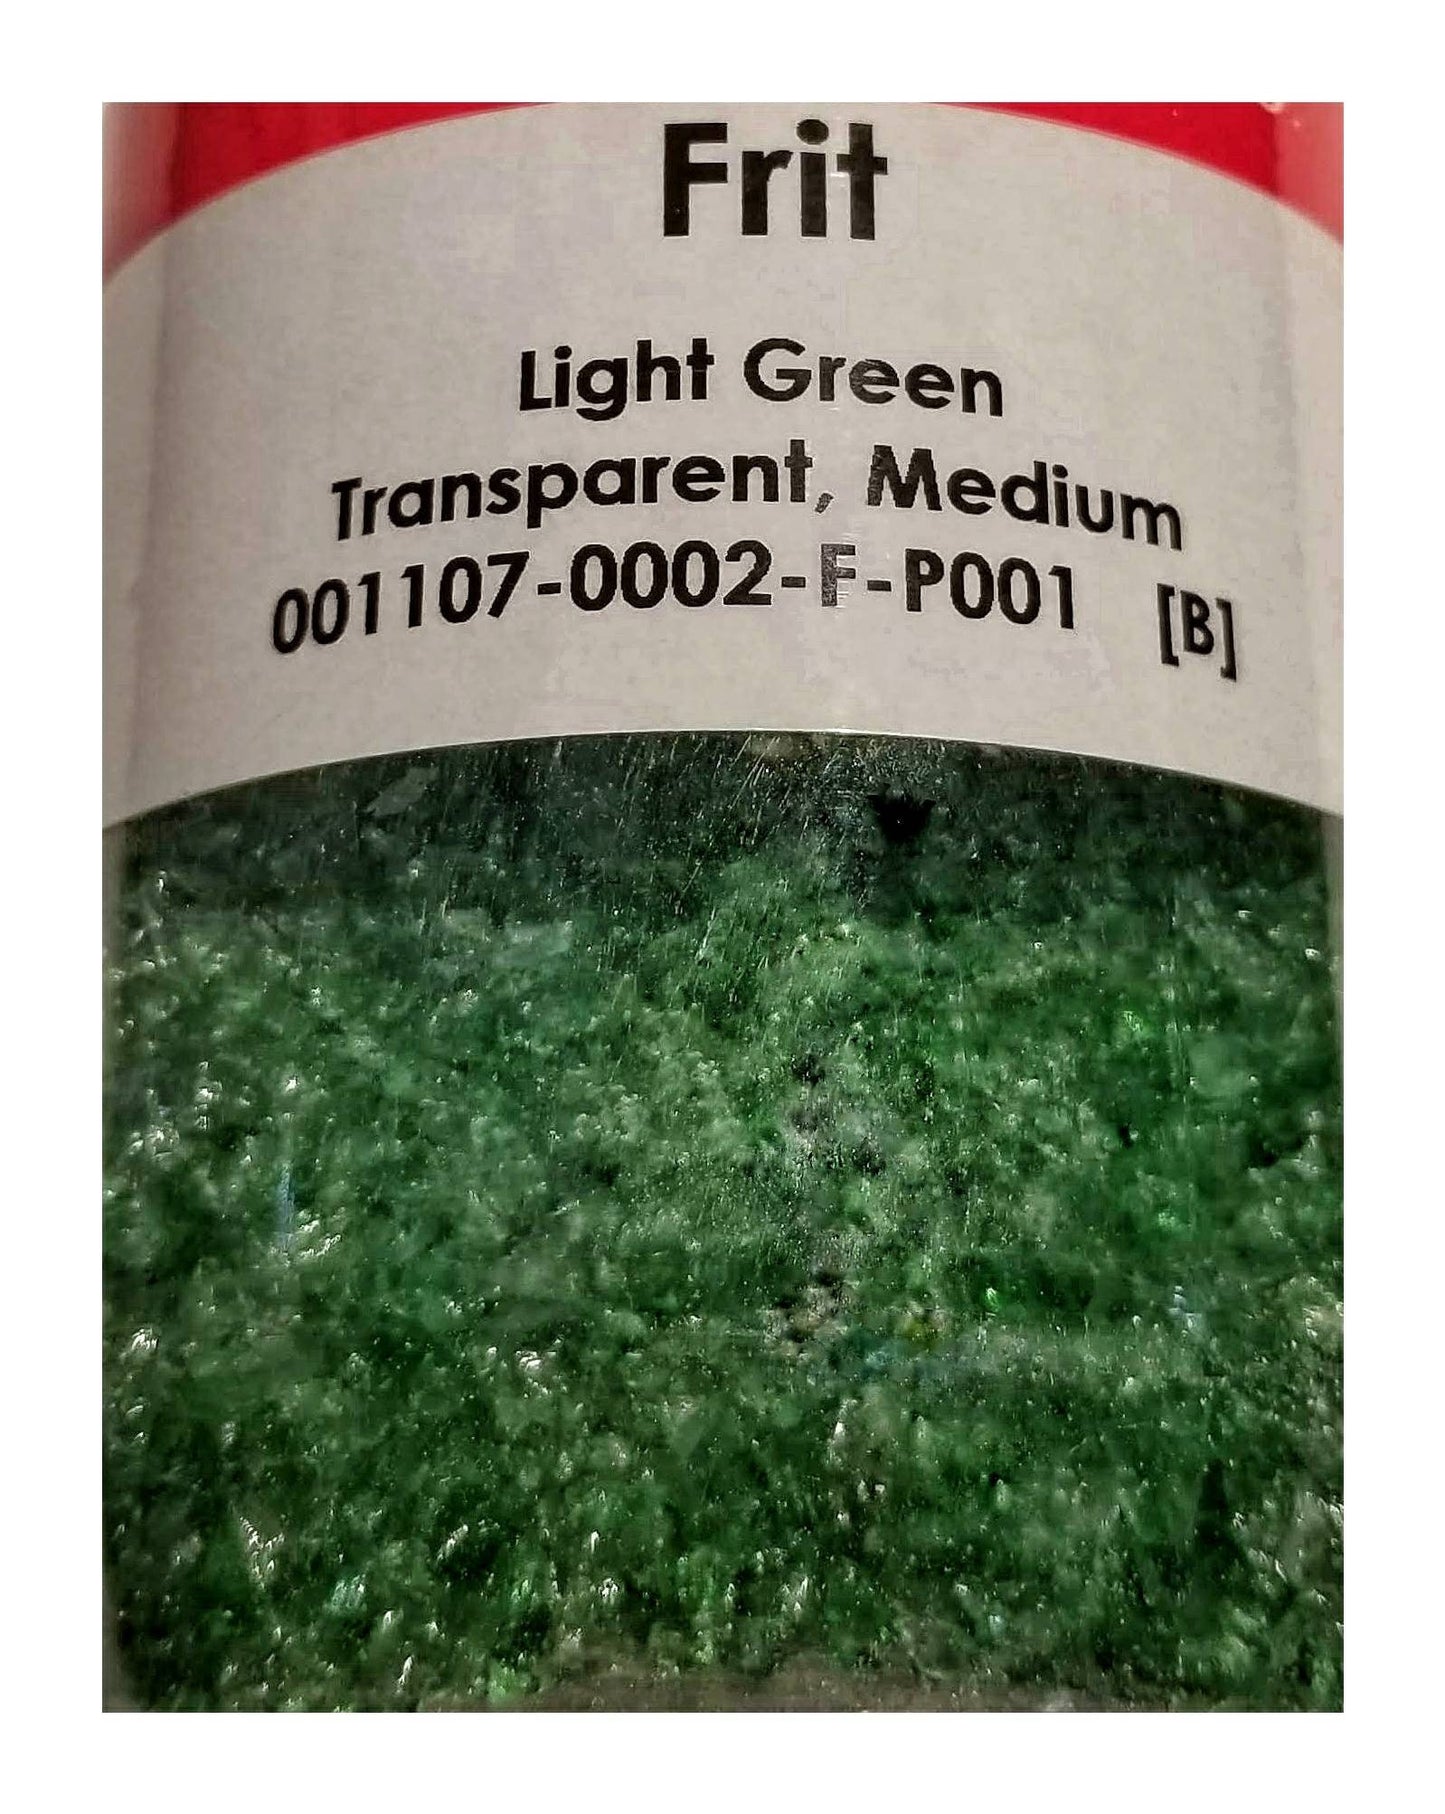 Frit
Light Green
Transparent, Medium
001107-0002-F-P001 [B]